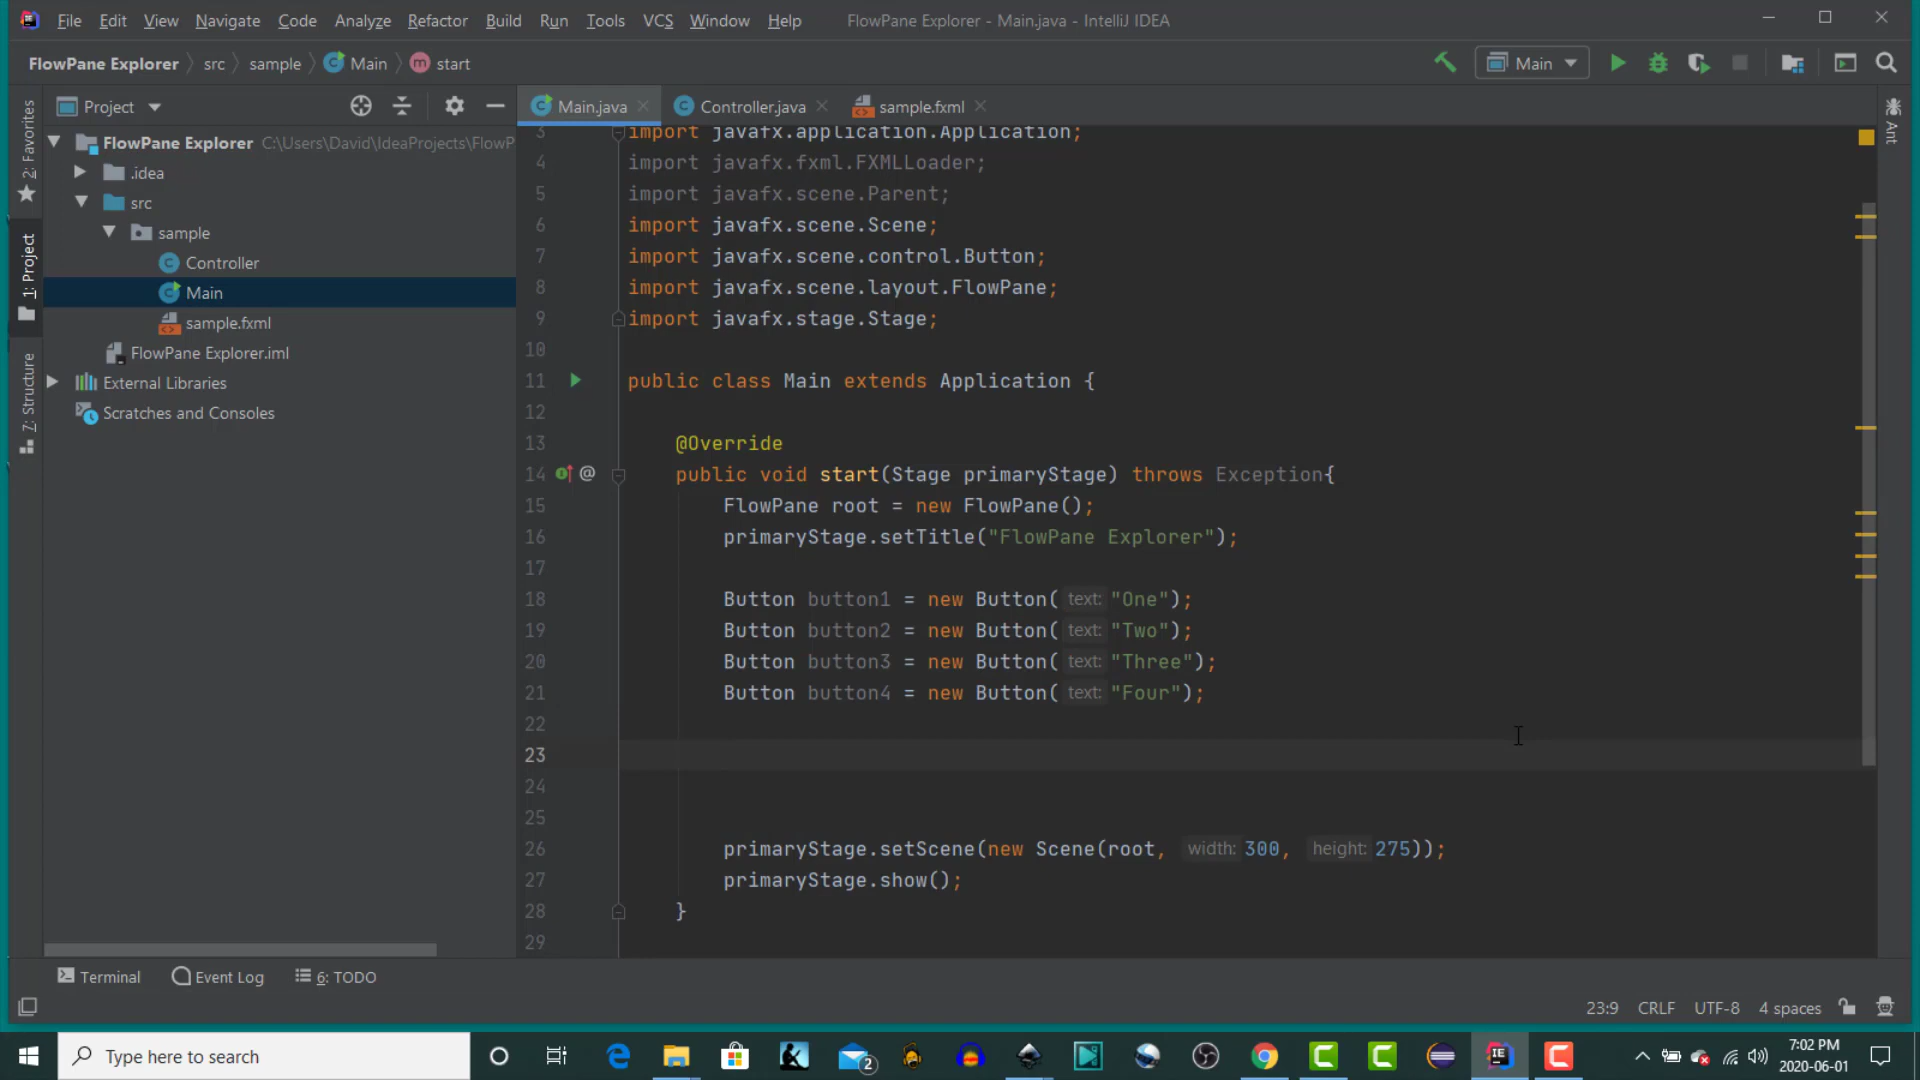 File Edit View Navigate Code Analyze Refactor Build Run Tools VCS Window Help FlowPane Explorer - Main.java - IntelliJ IDEA
FlowPane Explorer src sample Main start Main
Project Main.java Controller.java sample.fxml
2: Favorites
1: Project
7: Structure
Ant
FlowPane Explorer C:\Users\David\IdeaProjects\FlowP
.idea
src
sample
Controller
Main
sample.fxml
FlowPane Explorer.iml
External Libraries
Scratches and Consoles
3 import javafx.application.Application;
4 import javafx.fxml.FXMLLoader;
5 import javafx.scene.Parent;
6 import javafx.scene.Scene;
7 import javafx.scene.control.Button;
8 import javafx.scene.layout.FlowPane;
9 import javafx.stage.Stage;
10
11 public class Main extends Application {
12
13 @Override
14 @ public void start(Stage primaryStage) throws Exception{
15 FlowPane root = new FlowPane();
16 primaryStage.setTitle("FlowPane Explorer");
17
18 Button button1 = new Button( text: "One");
19 Button button2 = new Button( text: "Two");
20 Button button3 = new Button( text: "Three");
21 Button button4 = new Button( text: "Four");
22
23
24
25
26 primaryStage.setScene(new Scene(root, width: 300, height: 275));
27 primaryStage.show();
28 }
29
Terminal Event Log 6: TODO
23:9 CRLF UTF-8 4 spaces
Type here to search
2
7:02 PM
2020-06-01